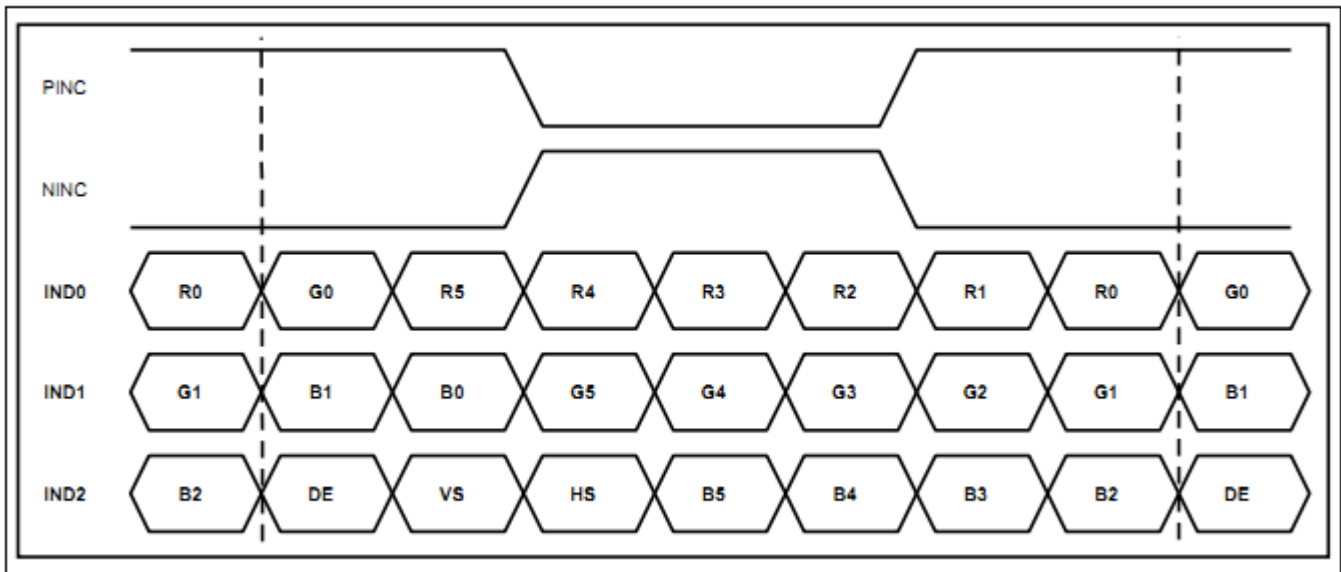 PINC
NINC
IND0 R0 G0 R5 R4 R3 R2 R1 R0 G0
IND1 G1 B1 B0 G5 G4 G3 G2 G1 B1
IND2 B2 DE VS HS B5 B4 B3 B2 DE